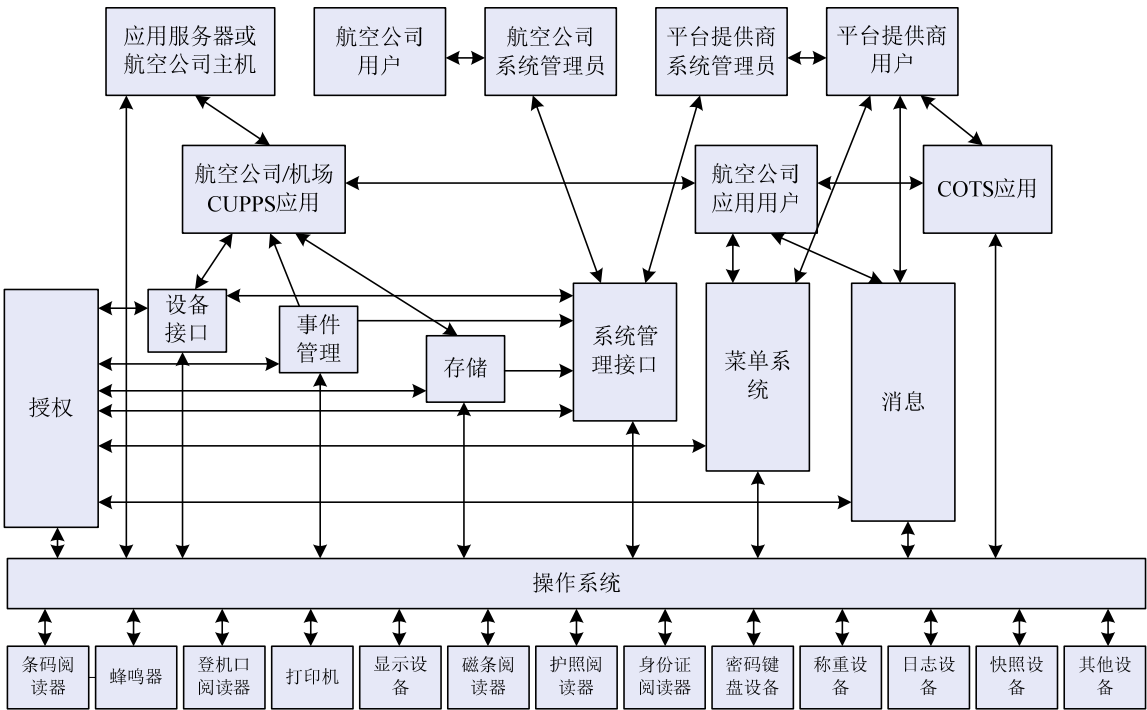 应用服务器或
航空公司主机
航空公司
用户
航空公司
系统管理员
平台提供商
系统管理员
平台提供商
用户
航空公司/机场
CUPPS应用
航空公司
应用用户
COTS应用
设备
接口
事件
管理
存储
系统管
理接口
菜单系
统
消息
授权
操作系统
条码阅
读器
蜂鸣器
登机口
阅读器
打印机
显示设
备
磁条阅
读器
护照阅
读器
身份证
阅读器
密码键
盘设备
称重设
备
日志设
备
快照设
备
其他设
备